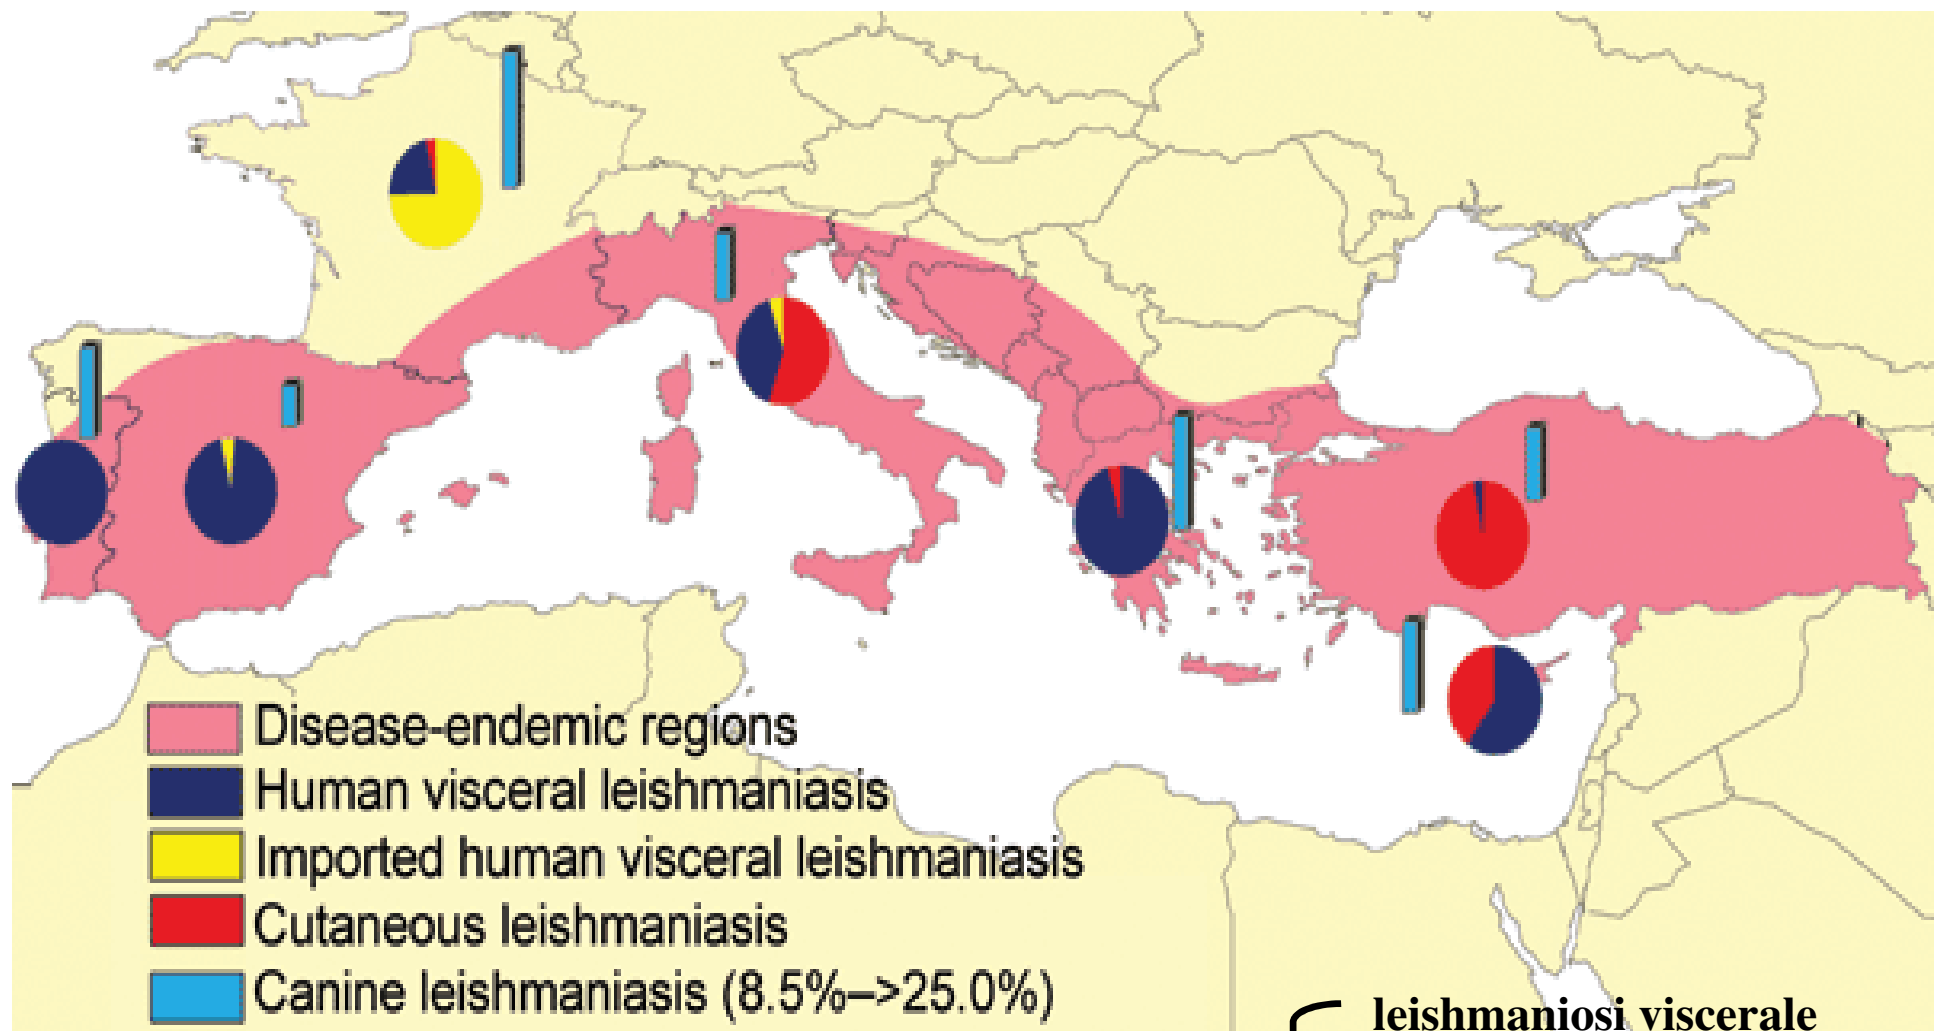 Disease-endemic regions
Human visceral leishmaniasis
Imported human visceral leishmaniasis
Cutaneous leishmaniasis
Canine leishmaniasis (8.5%–>25.0%)
leishmaniosi viscerale